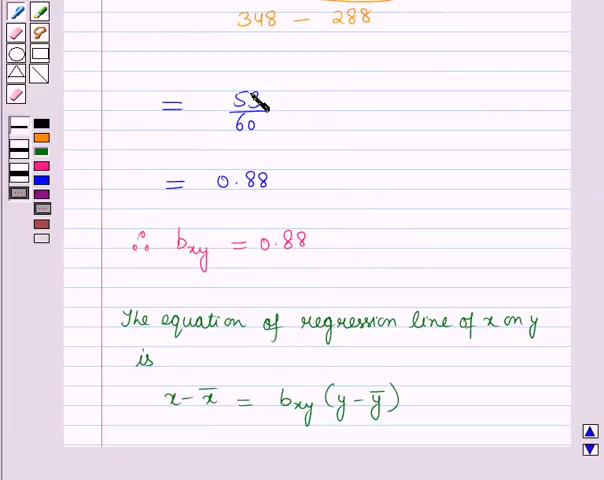 348 - 288
= 53
60
= 0.88
∴ bxy = 0.88
The equation of regression line of x on y
is
x - x̅ = bxy (y - y̅)